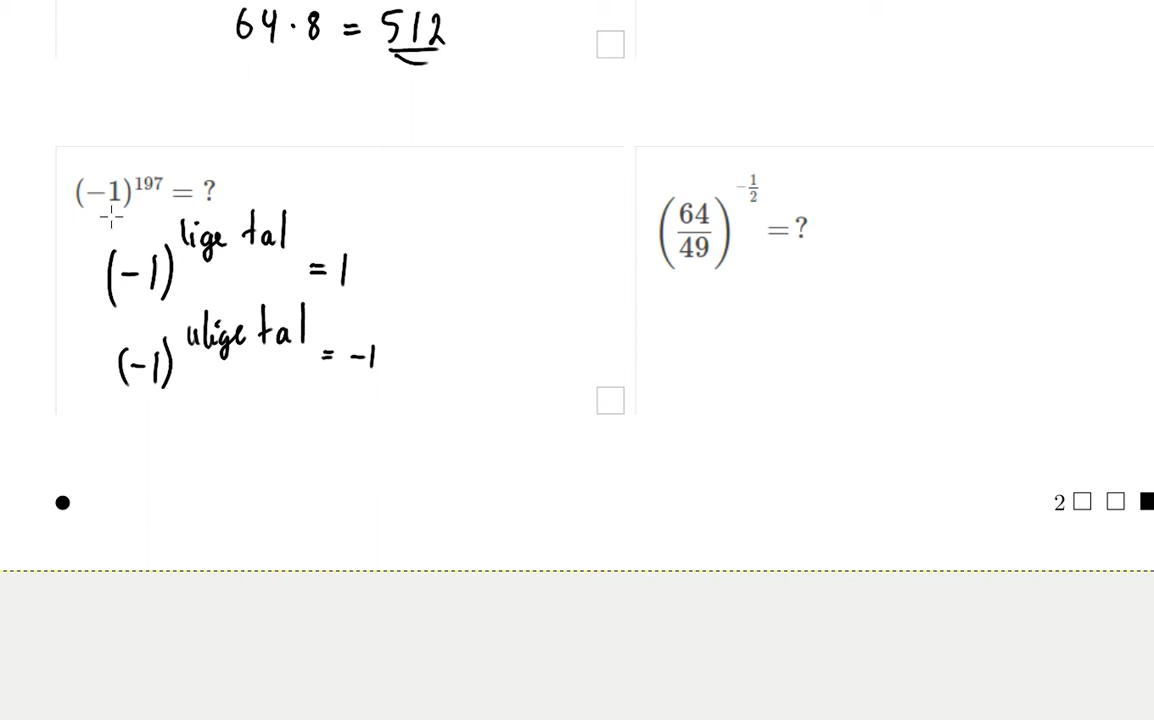 64 · 8 = 512
(−1)^197 = ?
(−1)^lige tal = 1
(−1)^ulige tal = −1
(64/49)^−1/2 = ?
2